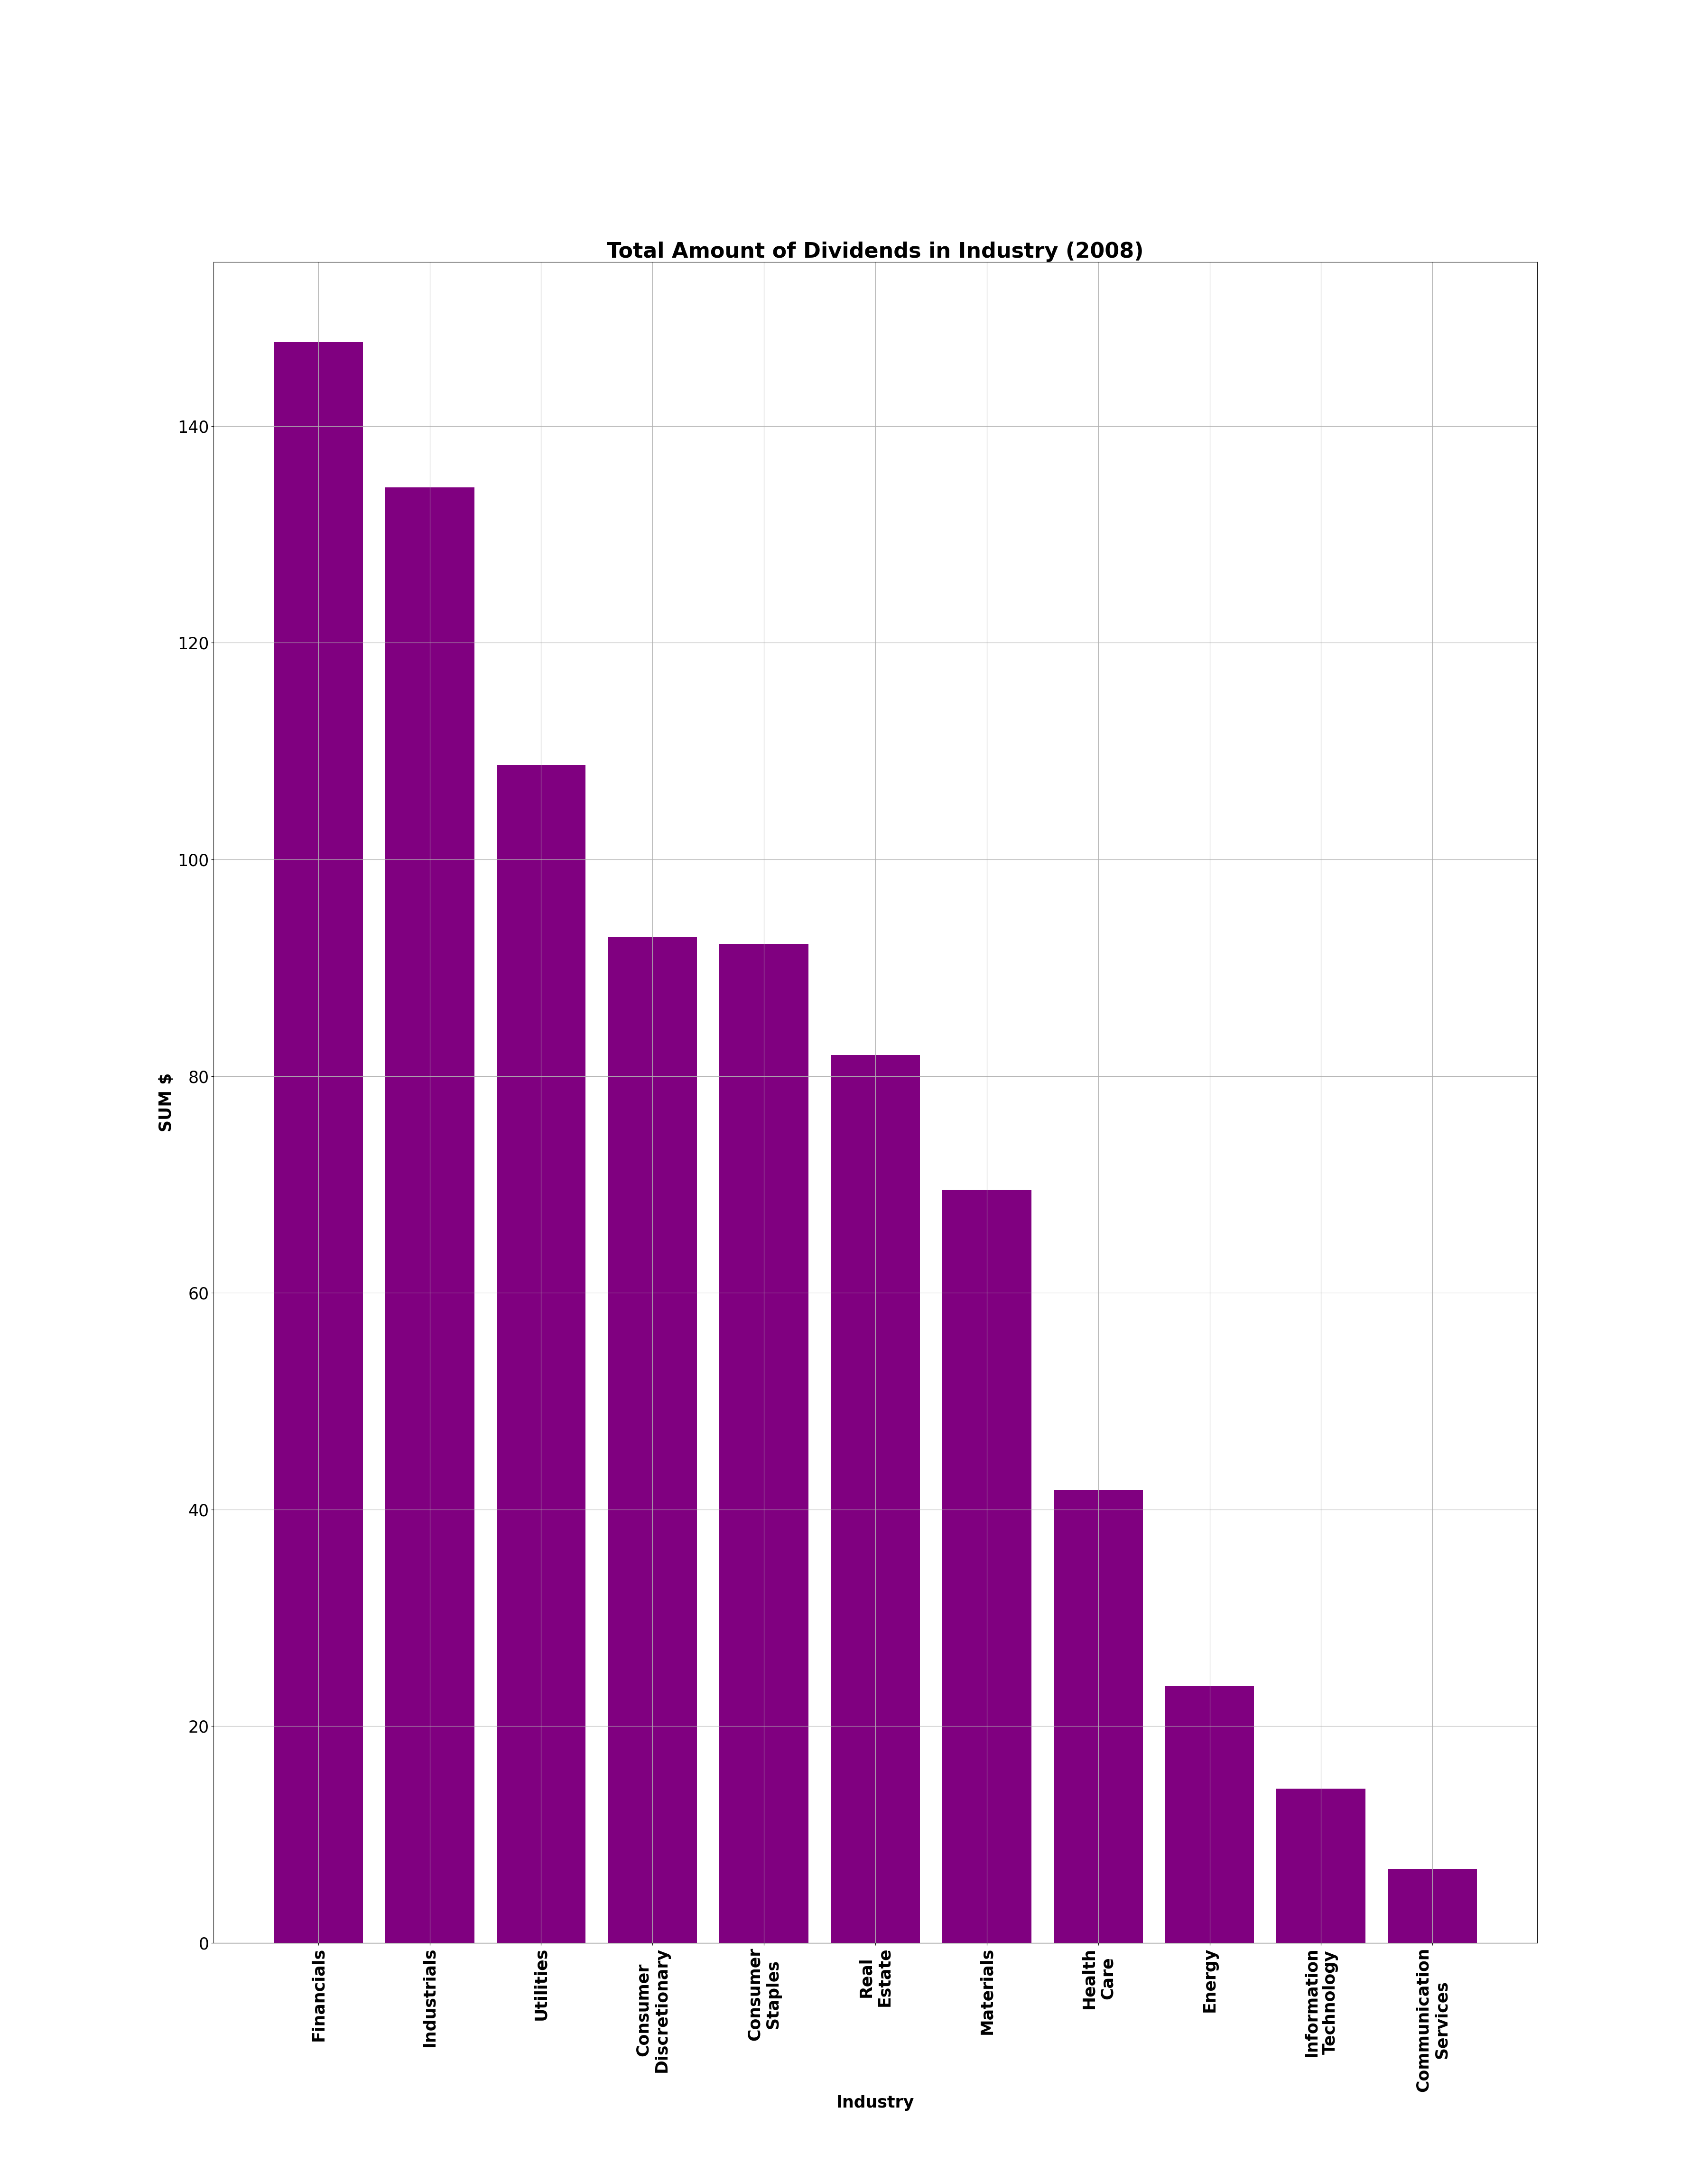 Total Amount of Dividends in Industry (2008)
SUM $
140
120
100
80
60
40
20
0
Financials
Industrials
Utilities
Consumer
Discretionary
Consumer
Staples
Real
Estate
Materials
Health
Care
Energy
Information
Technology
Communication
Services
Industry